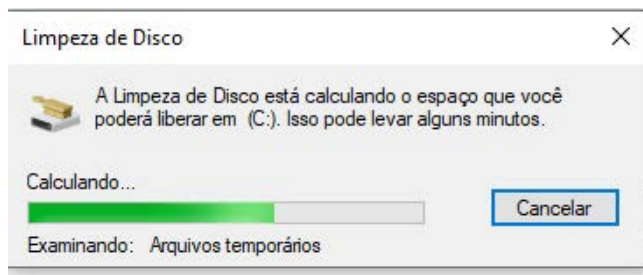 Limpeza de Disco
A Limpeza de Disco está calculando o espaço que você
poderá liberar em (C:). Isso pode levar alguns minutos.
Calculando...
Cancelar
Examinando: Arquivos temporários